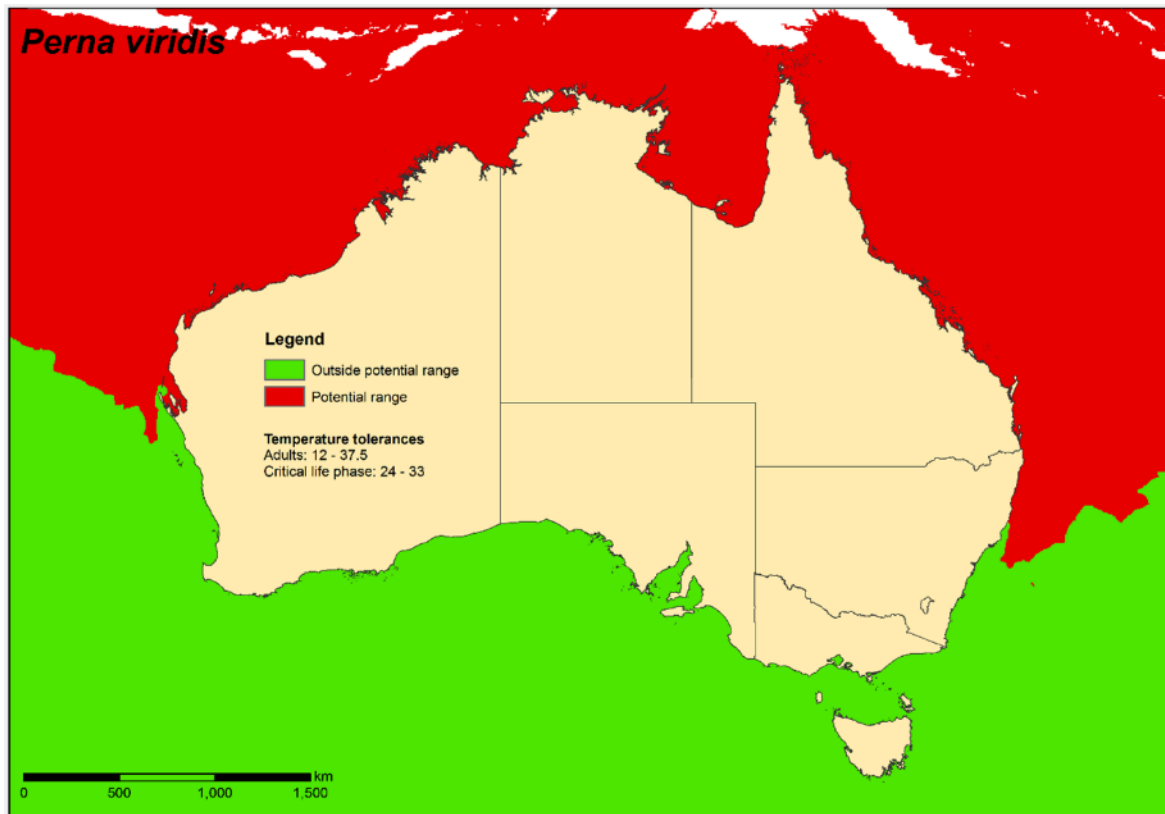 Perna viridis
Legend
Outside potential range
Potential range
Temperature tolerances
Adults: 12 - 37.5
Critical life phase: 24 - 33
km
0 500 1,000 1,500